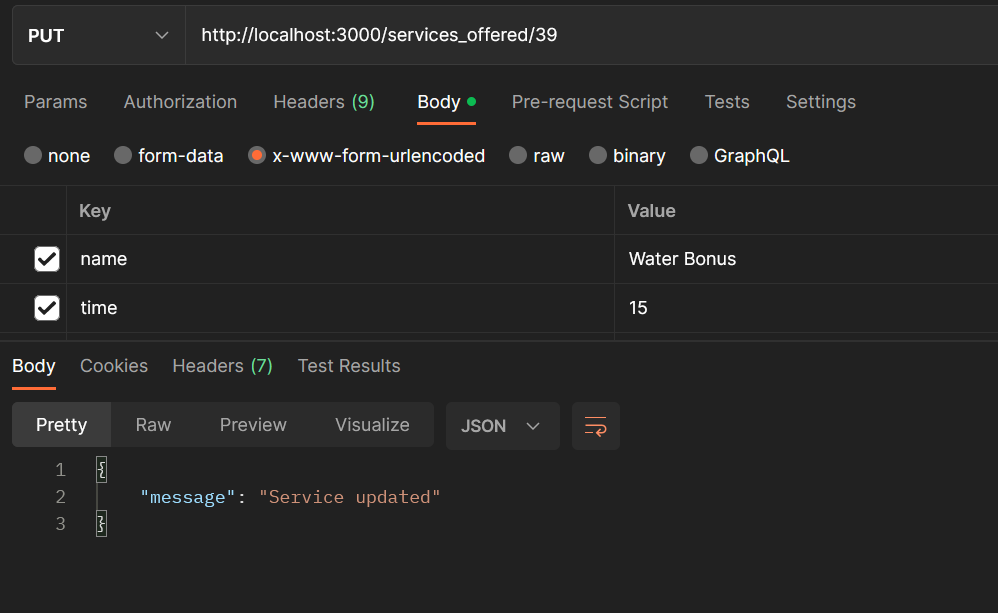 PUT http://localhost:3000/services_offered/39
Params Authorization Headers (9) Body Pre-request Script Tests Settings
none form-data x-www-form-urlencoded raw binary GraphQL
Key Value
name Water Bonus
time 15
Body Cookies Headers (7) Test Results
Pretty Raw Preview Visualize JSON
1 {
2 "message": "Service updated"
3 }